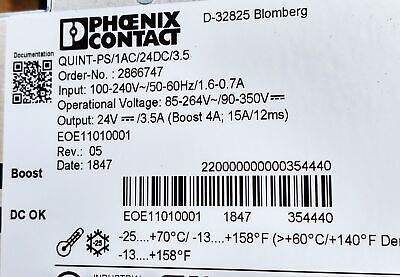 PHŒNIX
CONTACT
D-32825 Blomberg
Documentation
QUINT-PS/1AC/24DC/3.5
Order-No.: 2866747
Input: 100-240V~/50-60Hz/1.6-0.7A
Operational Voltage: 85-264V~/90-350V⎓
Output: 24V ⎓/3.5A (Boost 4A; 15A/12ms)
EOE11010001
Rev.: 05
Date: 1847
220000000000354440
Boost
DC OK
EOE11010001 1847 354440
-25
-25....+70°C/ -13....+158°F (>+60°C/+140°F Der
-13....+158°F